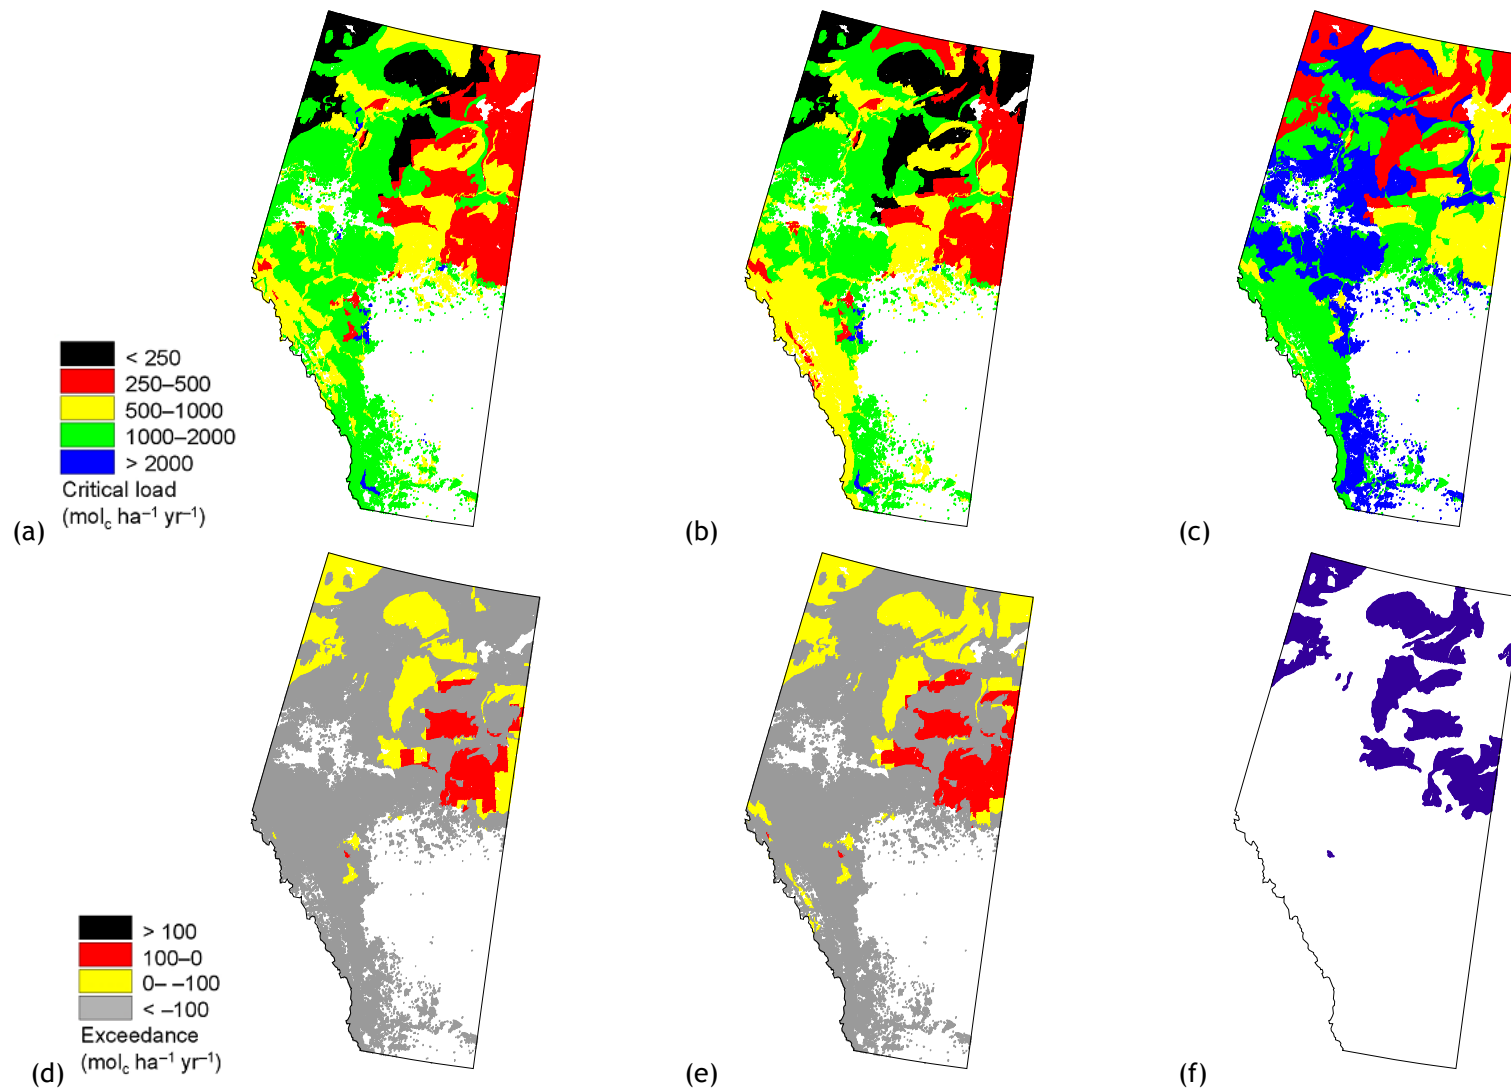 < 250
250–500
500–1000
1000–2000
> 2000
Critical load
(mol_c ha⁻¹ yr⁻¹)
(a)
(b)
(c)
> 100
100–0
0– –100
< –100
Exceedance
(mol_c ha⁻¹ yr⁻¹)
(d)
(e)
(f)